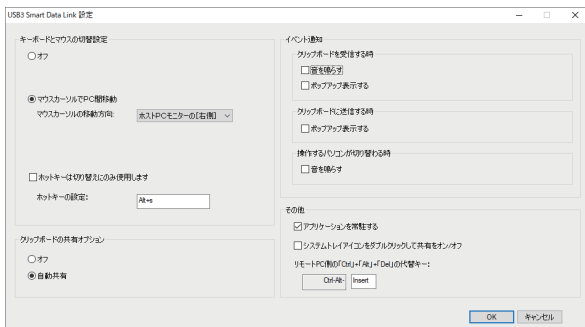 USB3 Smart Data Link 設定
キーボードとマウスの切替設定
オフ
マウスカーソルでPC間移動
マウスカーソルの移動方向:
ホストPCモニターの[右側]
ホットキーは切り替えにのみ使用します
ホットキーの設定:
Alt+s
クリップボードの共有オプション
オフ
自動共有
イベント通知
クリップボードを受信する時
音を鳴らす
ポップアップ表示する
クリップボードに送信する時
ポップアップ表示する
操作するパソコンが切り替わる時
音を鳴らす
その他
アプリケーションを常駐する
システムトレイアイコンをダブルクリックして共有をオン/オフ
リモートPC側の「Ctrl」+「Alt」+「Del」の代替キー:
Ctrl-Alt-
Insert
OK
キャンセル